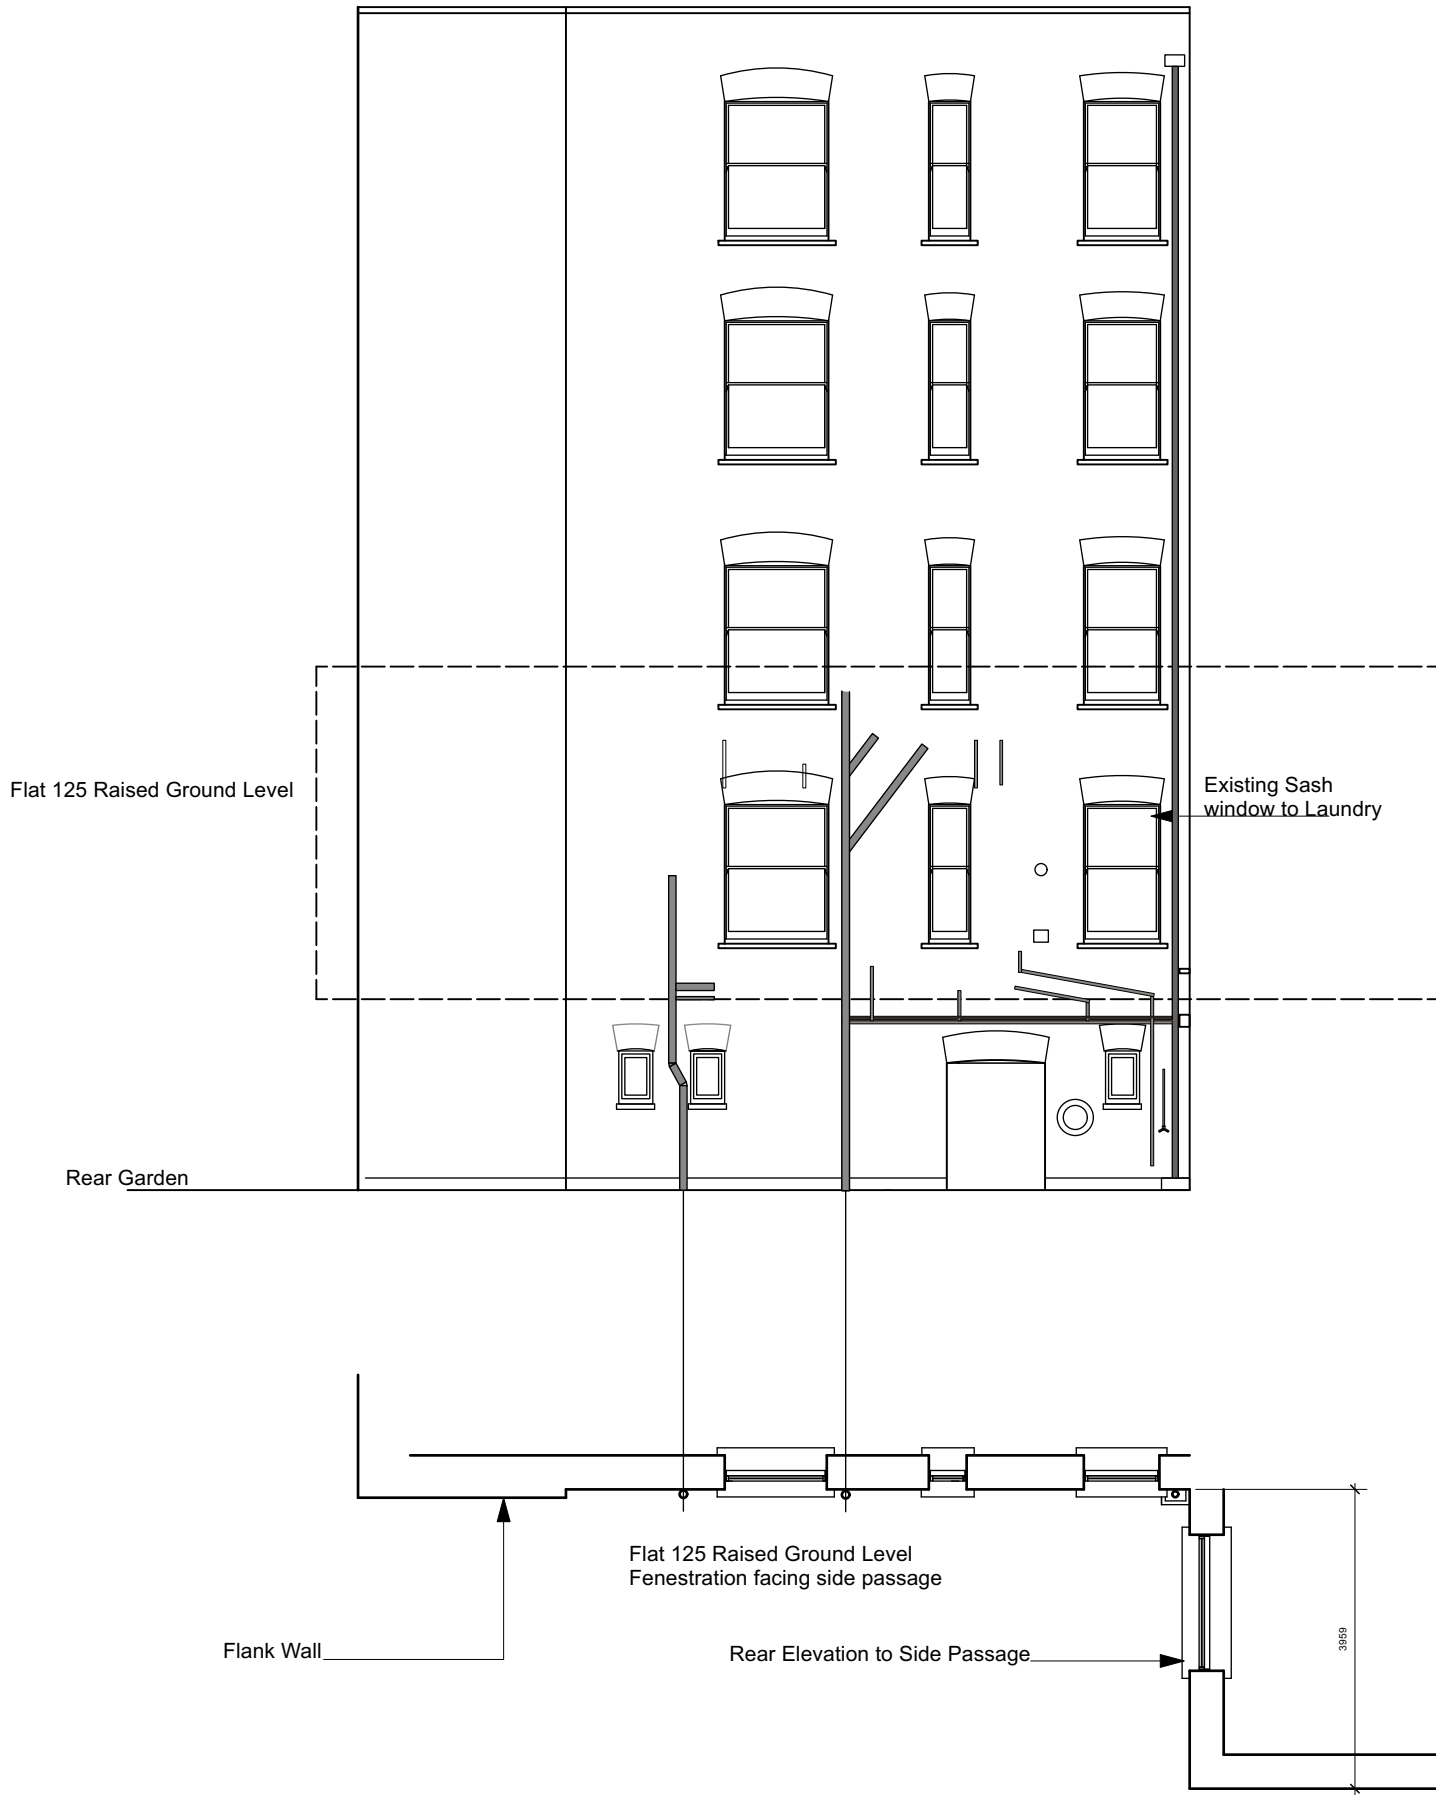 Flat 125 Raised Ground Level
Existing Sash
window to Laundry
Rear Garden
Flat 125 Raised Ground Level
Fenestration facing side passage
Flank Wall
Rear Elevation to Side Passage
3959